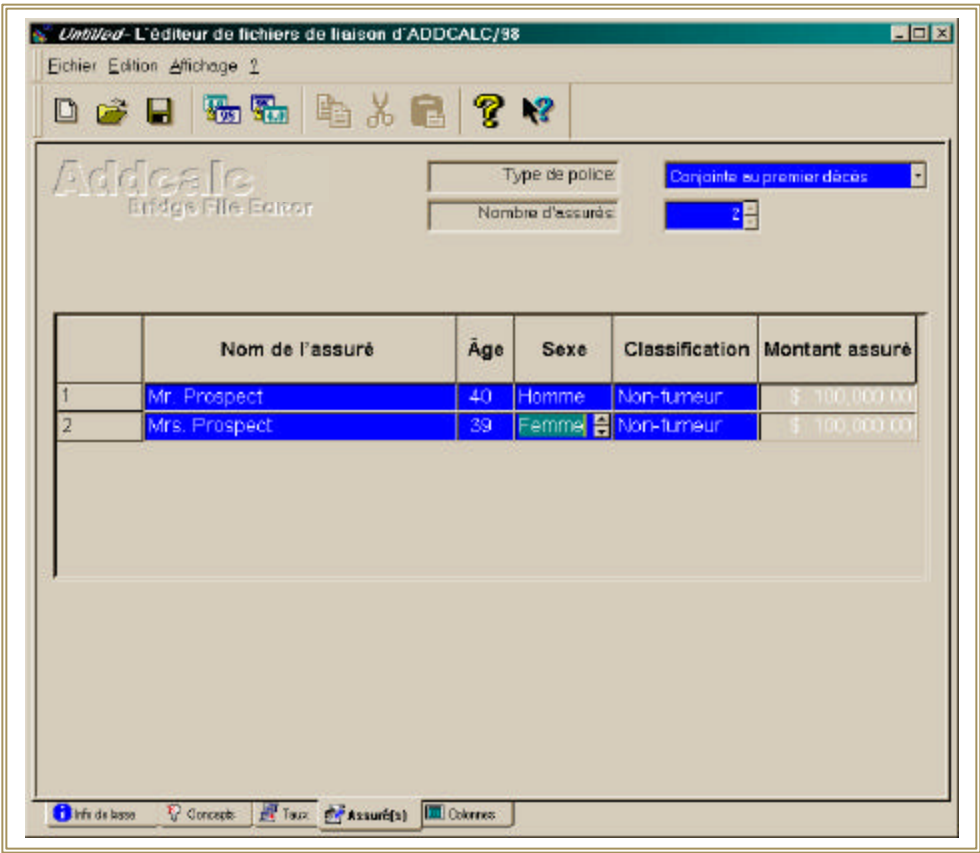 Untitled - L'éditeur de fichiers de liaison d'ADDCALC/98
Fichier Edition Affichage ?
Addcalc
Bridge File Editor
Type de police: Conjointe au premier décès
Nombre d'assurés: 2
Nom de l'assuré Âge Sexe Classification Montant assuré
1 Mr. Prospect 40 Homme Non-fumeur $ 100,000.00
2 Mrs. Prospect 39 Femme Non-fumeur $ 100,000.00
Info de base Concepts Taux Assuré(s) Colonnes